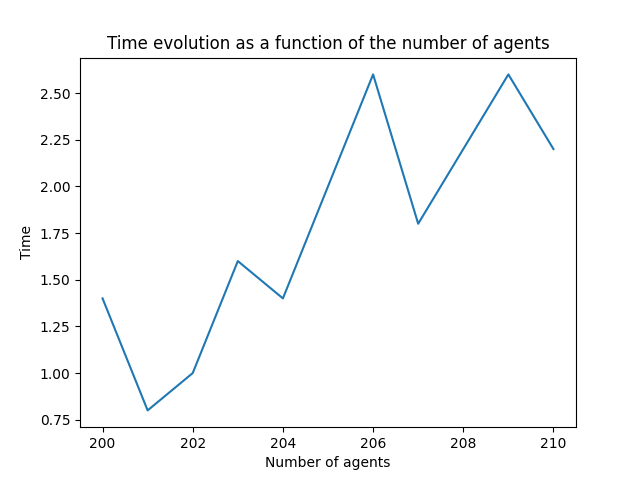 Time evolution as a function of the number of agents
2.50
2.25
2.00
1.75
1.50
1.25
1.00
0.75
Time
200 202 204 206 208 210
Number of agents